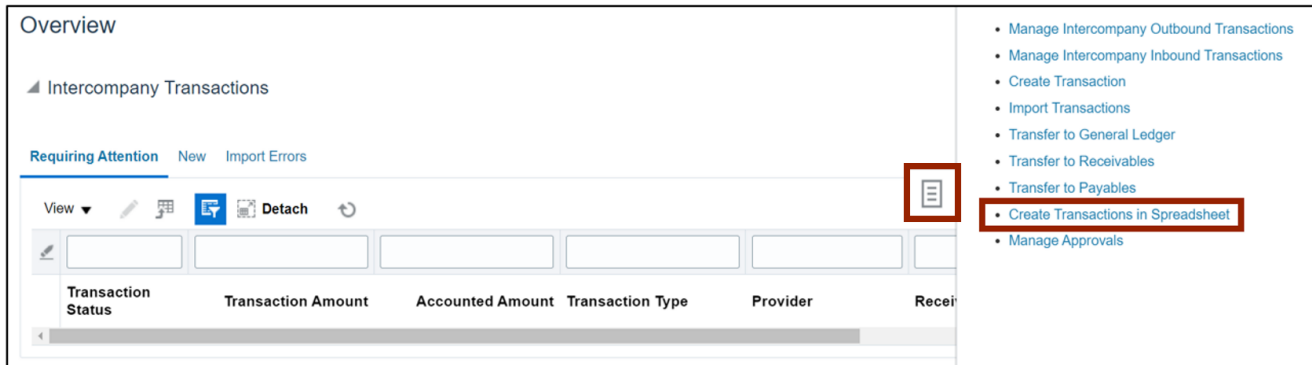 Overview
Intercompany Transactions
Requiring Attention New Import Errors
View Detach
Transaction Status Transaction Amount Accounted Amount Transaction Type Provider
Manage Intercompany Outbound Transactions
Manage Intercompany Inbound Transactions
Create Transaction
Import Transactions
Transfer to General Ledger
Transfer to Receivables
Transfer to Payables
Create Transactions in Spreadsheet
Manage Approvals